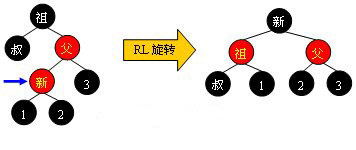 祖
叔 父
新 3
1 2
RL 旋转
新
祖 父
叔 1 2 3